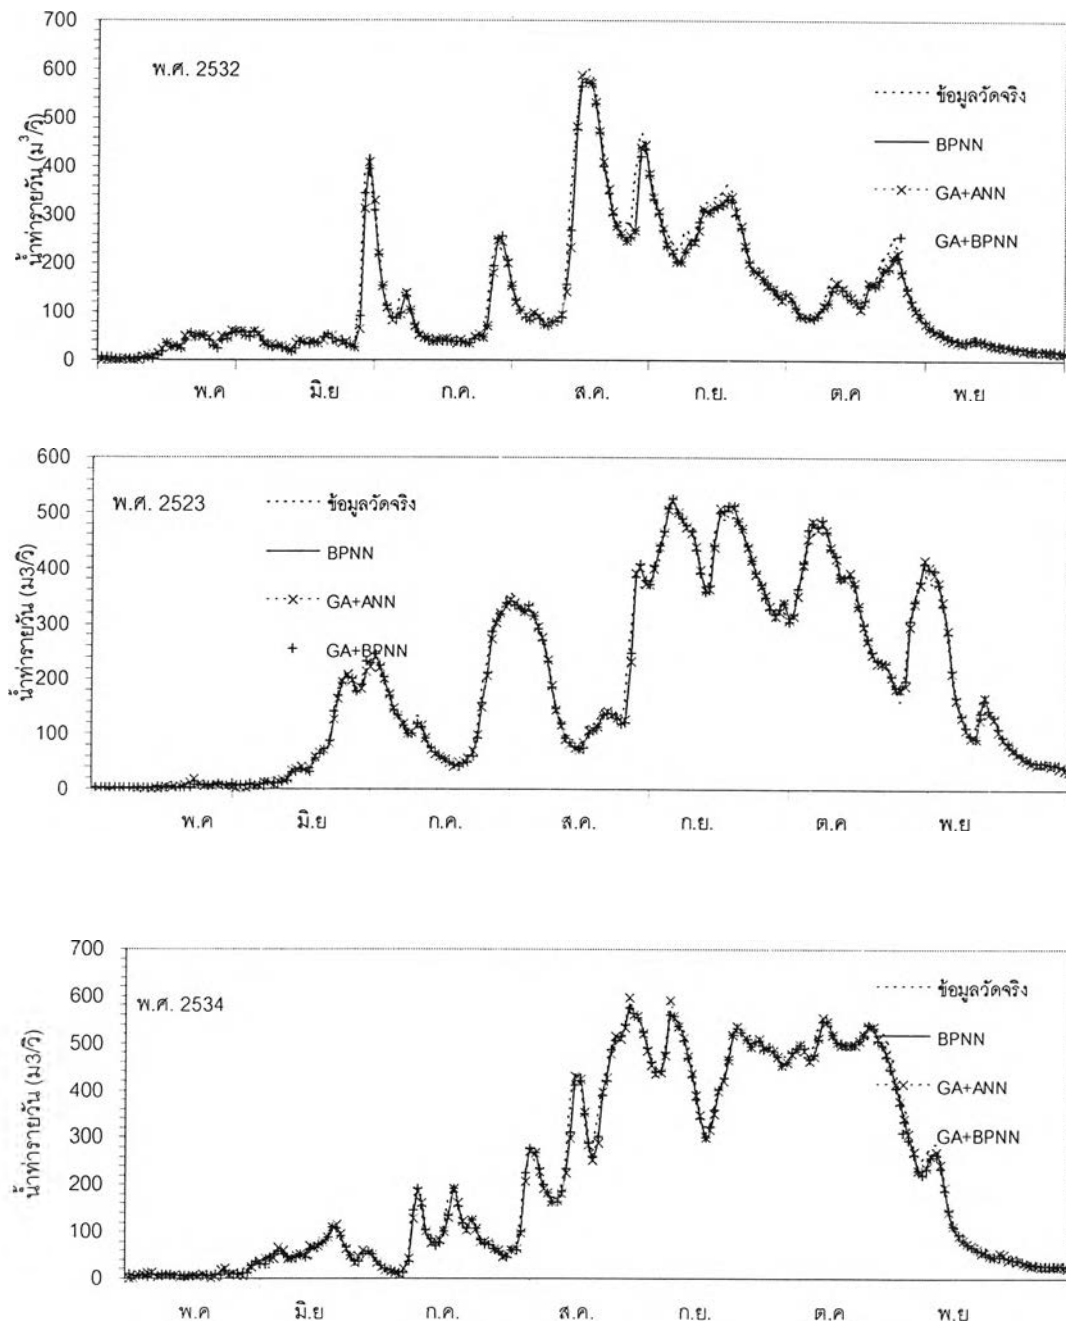 700
600
500
400
300
200
100
0
น้ำท่ารายวัน (ม³/วิ)
พ.ศ. 2532
ข้อมูลวัดจริง
BPNN
GA+ANN
GA+BPNN
พ.ค มิ.ย ก.ค. ส.ค. ก.ย. ต.ค พ.ย
600
500
400
300
200
100
0
น้ำท่ารายวัน (ม3/วิ)
พ.ศ. 2523
ข้อมูลวัดจริง
BPNN
GA+ANN
GA+BPNN
พ.ค มิ.ย ก.ค. ส.ค. ก.ย. ต.ค พ.ย
700
600
500
400
300
200
100
0
น้ำท่ารายวัน (ม3/วิ)
พ.ศ. 2534
ข้อมูลวัดจริง
BPNN
GA+ANN
GA+BPNN
พ.ค มิ.ย ก.ค ส.ค. ก.ย. ต.ค พ.ย